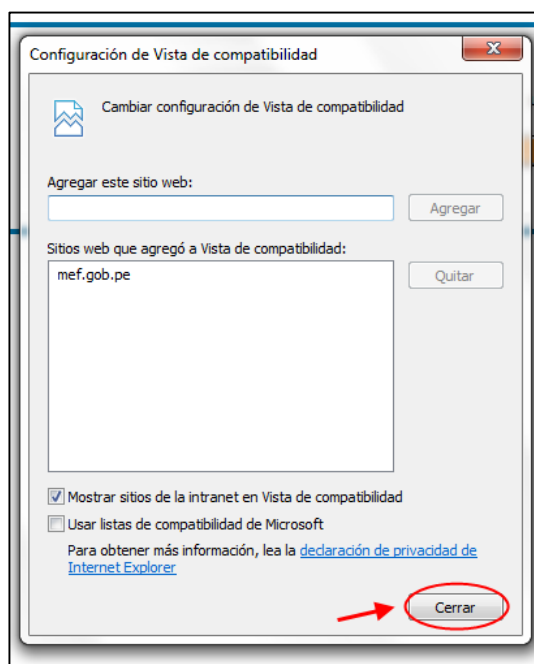 Configuración de Vista de compatibilidad
Cambiar configuración de Vista de compatibilidad
Agregar este sitio web:
Agregar
Sitios web que agregó a Vista de compatibilidad:
mef.gob.pe
Quitar
Mostrar sitios de la intranet en Vista de compatibilidad
Usar listas de compatibilidad de Microsoft
Para obtener más información, lea la declaración de privacidad de
Internet Explorer
Cerrar